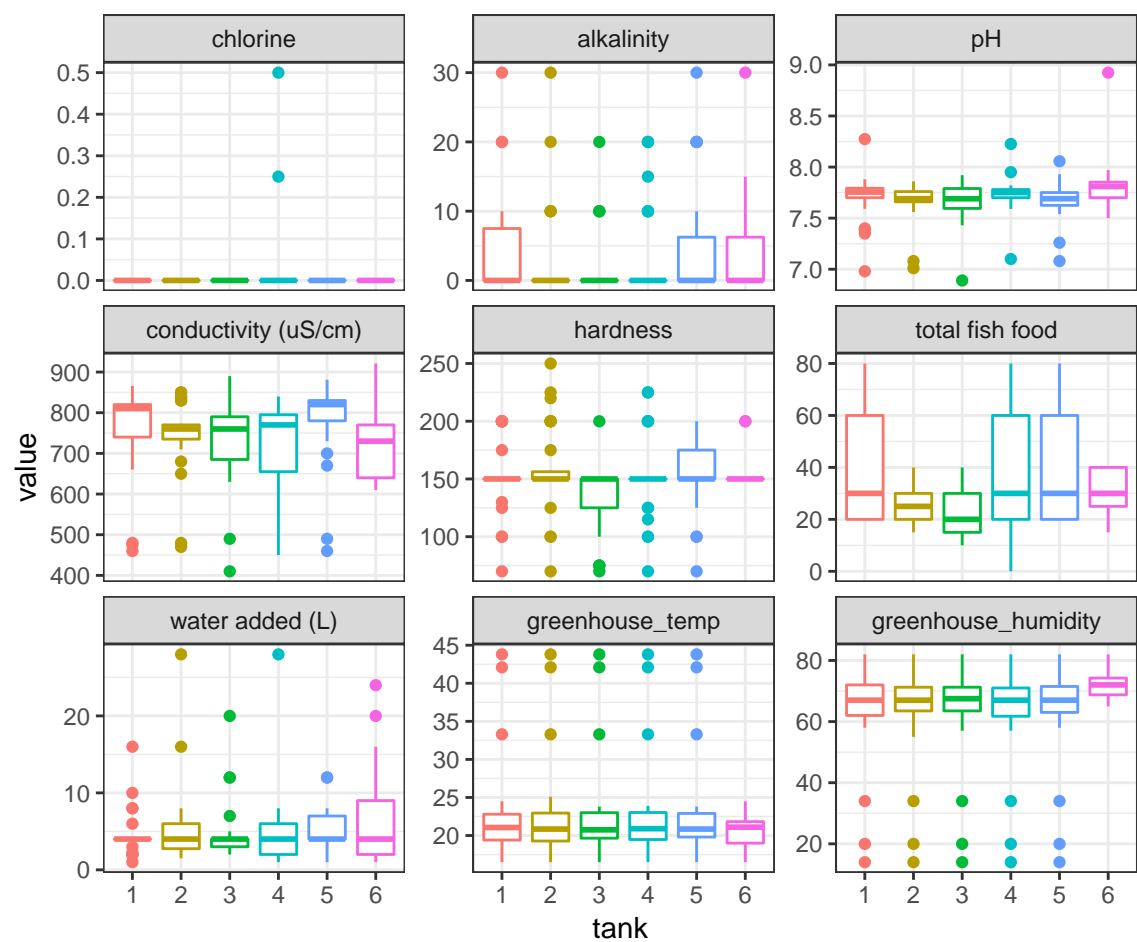 chlorine alkalinity pH
0.5 0.4 0.3 0.2 0.1 0.0
30 20 10 0
9.0 8.5 8.0 7.5 7.0
conductivity (uS/cm) hardness total fish food
900 800 700 600 500 400
250 200 150 100
80 60 40 20 0
value
water added (L) greenhouse_temp greenhouse_humidity
20 10 0
45 40 35 30 25 20
80 60 40 20
1 2 3 4 5 6 1 2 3 4 5 6 1 2 3 4 5 6
tank